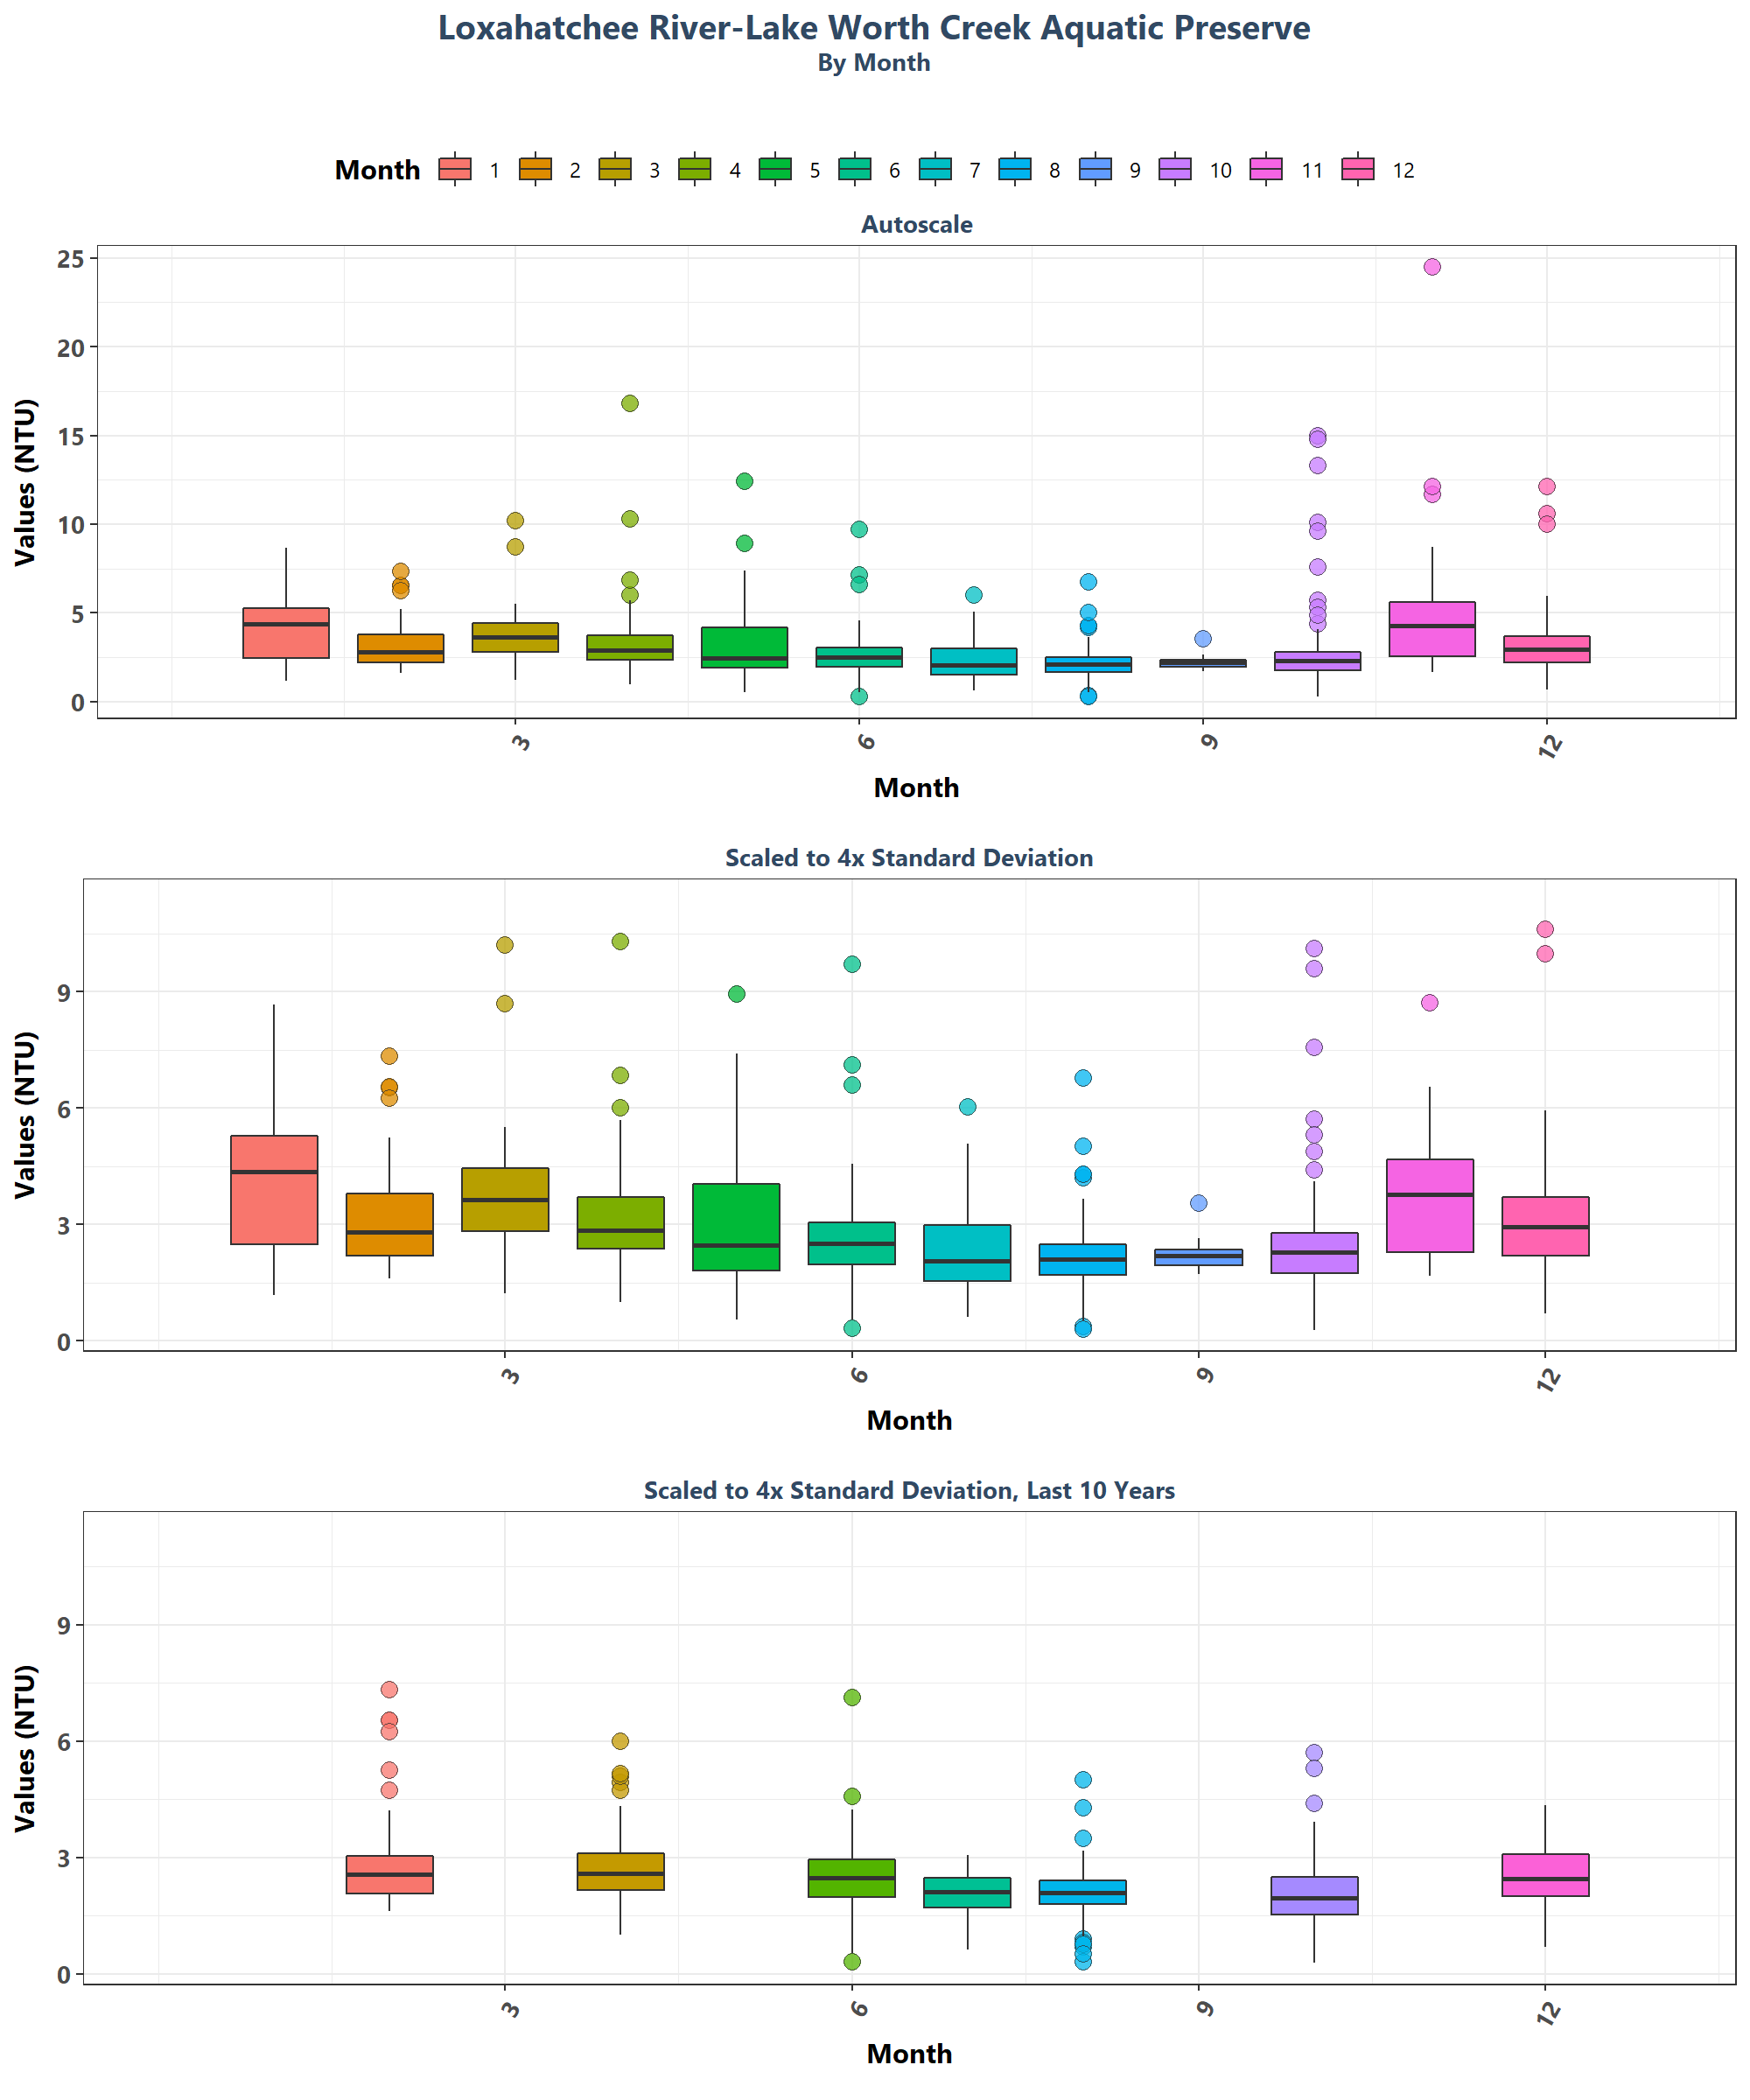 Loxahatchee River-Lake Worth Creek Aquatic Preserve
By Month
Month 1 2 3 4 5 6 7 8 9 10 11 12
Autoscale
Values (NTU)
25
20
15
10
5
0
3 6 9 12
Month
Scaled to 4x Standard Deviation
Values (NTU)
9
6
3
0
3 6 9 12
Month
Scaled to 4x Standard Deviation, Last 10 Years
Values (NTU)
9
6
3
0
3 6 9 12
Month